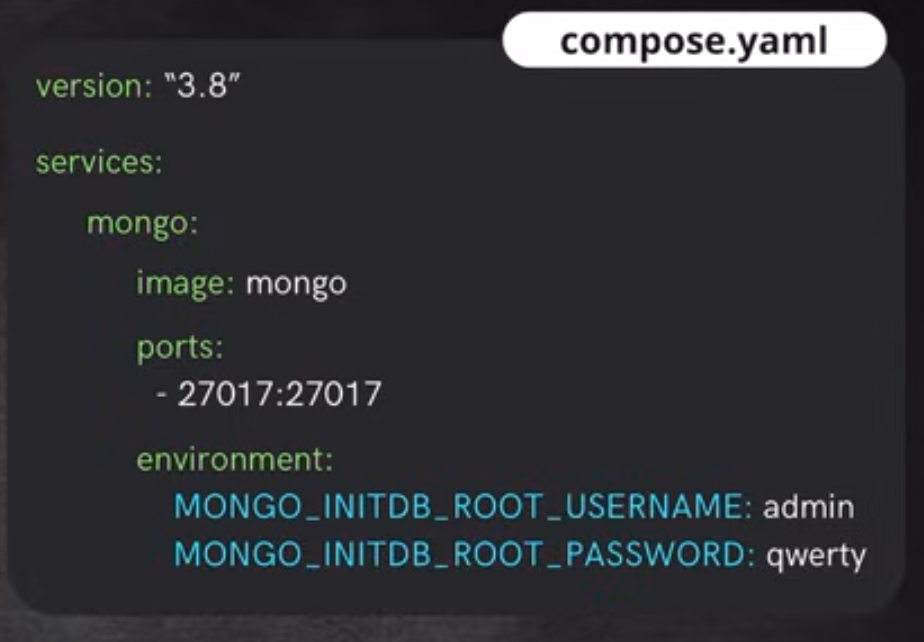 compose.yaml
version: “3.8”
services:
mongo:
image: mongo
ports:
- 27017:27017
environment:
MONGO_INITDB_ROOT_USERNAME: admin
MONGO_INITDB_ROOT_PASSWORD: qwerty